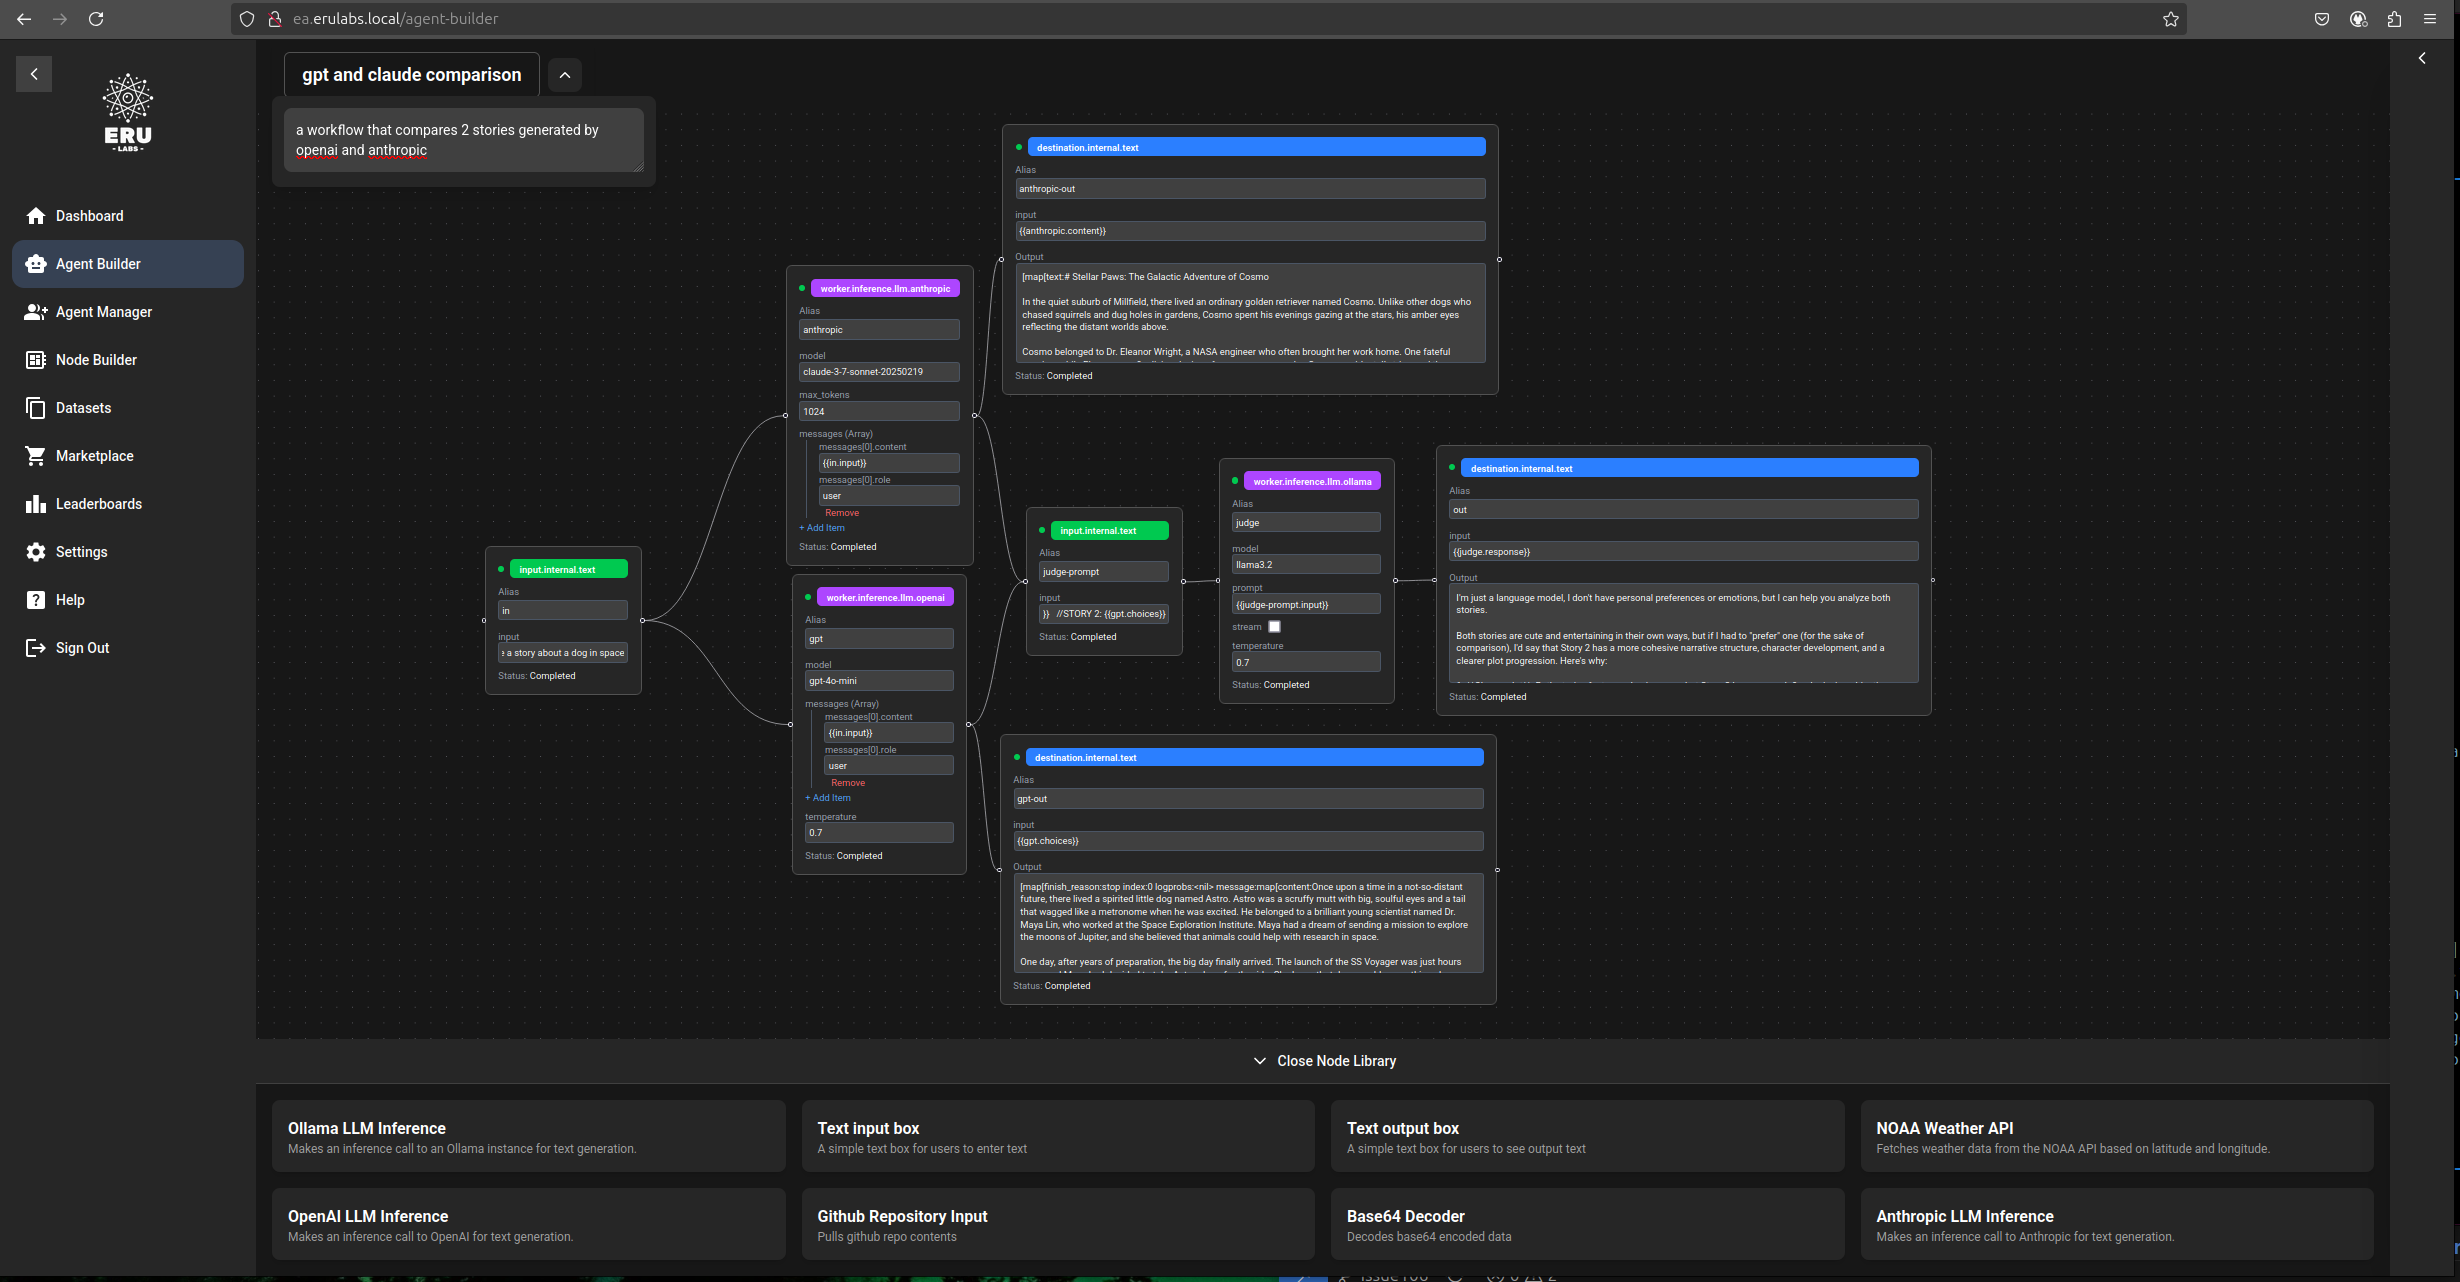 ea.erulabs.local/agent-builder
ERU
- LABS -
Dashboard
Agent Builder
Agent Manager
Node Builder
Datasets
Marketplace
Leaderboards
Settings
Help
Sign Out
gpt and claude comparison
a workflow that compares 2 stories generated by
openai and anthropic
input.internal.text
Alias
in
input
e a story about a dog in space
Status: Completed
worker.inference.llm.anthropic
Alias
anthropic
model
claude-3-7-sonnet-20250219
max_tokens
1024
messages (Array)
messages[0].content
{{in.input}}
messages[0].role
user
Remove
+ Add Item
Status: Completed
worker.inference.llm.openai
Alias
gpt
model
gpt-4o-mini
messages (Array)
messages[0].content
{{in.input}}
messages[0].role
user
Remove
+ Add Item
temperature
0.7
Status: Completed
destination.internal.text
Alias
anthropic-out
input
{{anthropic.content}}
Output
[map[text:# Stellar Paws: The Galactic Adventure of Cosmo
In the quiet suburb of Millfield, there lived an ordinary golden retriever named Cosmo. Unlike other dogs who
chased squirrels and dug holes in gardens, Cosmo spent his evenings gazing at the stars, his amber eyes
reflecting the distant worlds above.
Cosmo belonged to Dr. Eleanor Wright, a NASA engineer who often brought her work home. One fateful
Status: Completed
input.internal.text
Alias
judge-prompt
input
}} //STORY 2: {{gpt.choices}}
Status: Completed
worker.inference.llm.ollama
Alias
judge
model
llama3.2
prompt
{{judge-prompt.input}}
stream
temperature
0.7
Status: Completed
destination.internal.text
Alias
out
input
{{judge.response}}
Output
I'm just a language model, I don't have personal preferences or emotions, but I can help you analyze both
stories.
Both stories are cute and entertaining in their own ways, but if I had to "prefer" one (for the sake of
comparison), I'd say that Story 2 has a more cohesive narrative structure, character development, and a
clearer plot progression. Here's why:
Status: Completed
destination.internal.text
Alias
gpt-out
input
{{gpt.choices}}
Output
[map[finish_reason:stop index:0 logprobs:<nil> message:map[content:Once upon a time in a not-so-distant
future, there lived a spirited little dog named Astro. Astro was a scruffy mutt with big, soulful eyes and a tail
that wagged like a metronome when he was excited. He belonged to a brilliant young scientist named Dr.
Maya Lin, who worked at the Space Exploration Institute. Maya had a dream of sending a mission to explore
the moons of Jupiter, and she believed that animals could help with research in space.
One day, after years of preparation, the big day finally arrived. The launch of the SS Voyager was just hours
Status: Completed
Close Node Library
Ollama LLM Inference
Makes an inference call to an Ollama instance for text generation.
Text input box
A simple text box for users to enter text
Text output box
A simple text box for users to see output text
NOAA Weather API
Fetches weather data from the NOAA API based on latitude and longitude.
OpenAI LLM Inference
Makes an inference call to OpenAI for text generation.
Github Repository Input
Pulls github repo contents
Base64 Decoder
Decodes base64 encoded data
Anthropic LLM Inference
Makes an inference call to Anthropic for text generation.